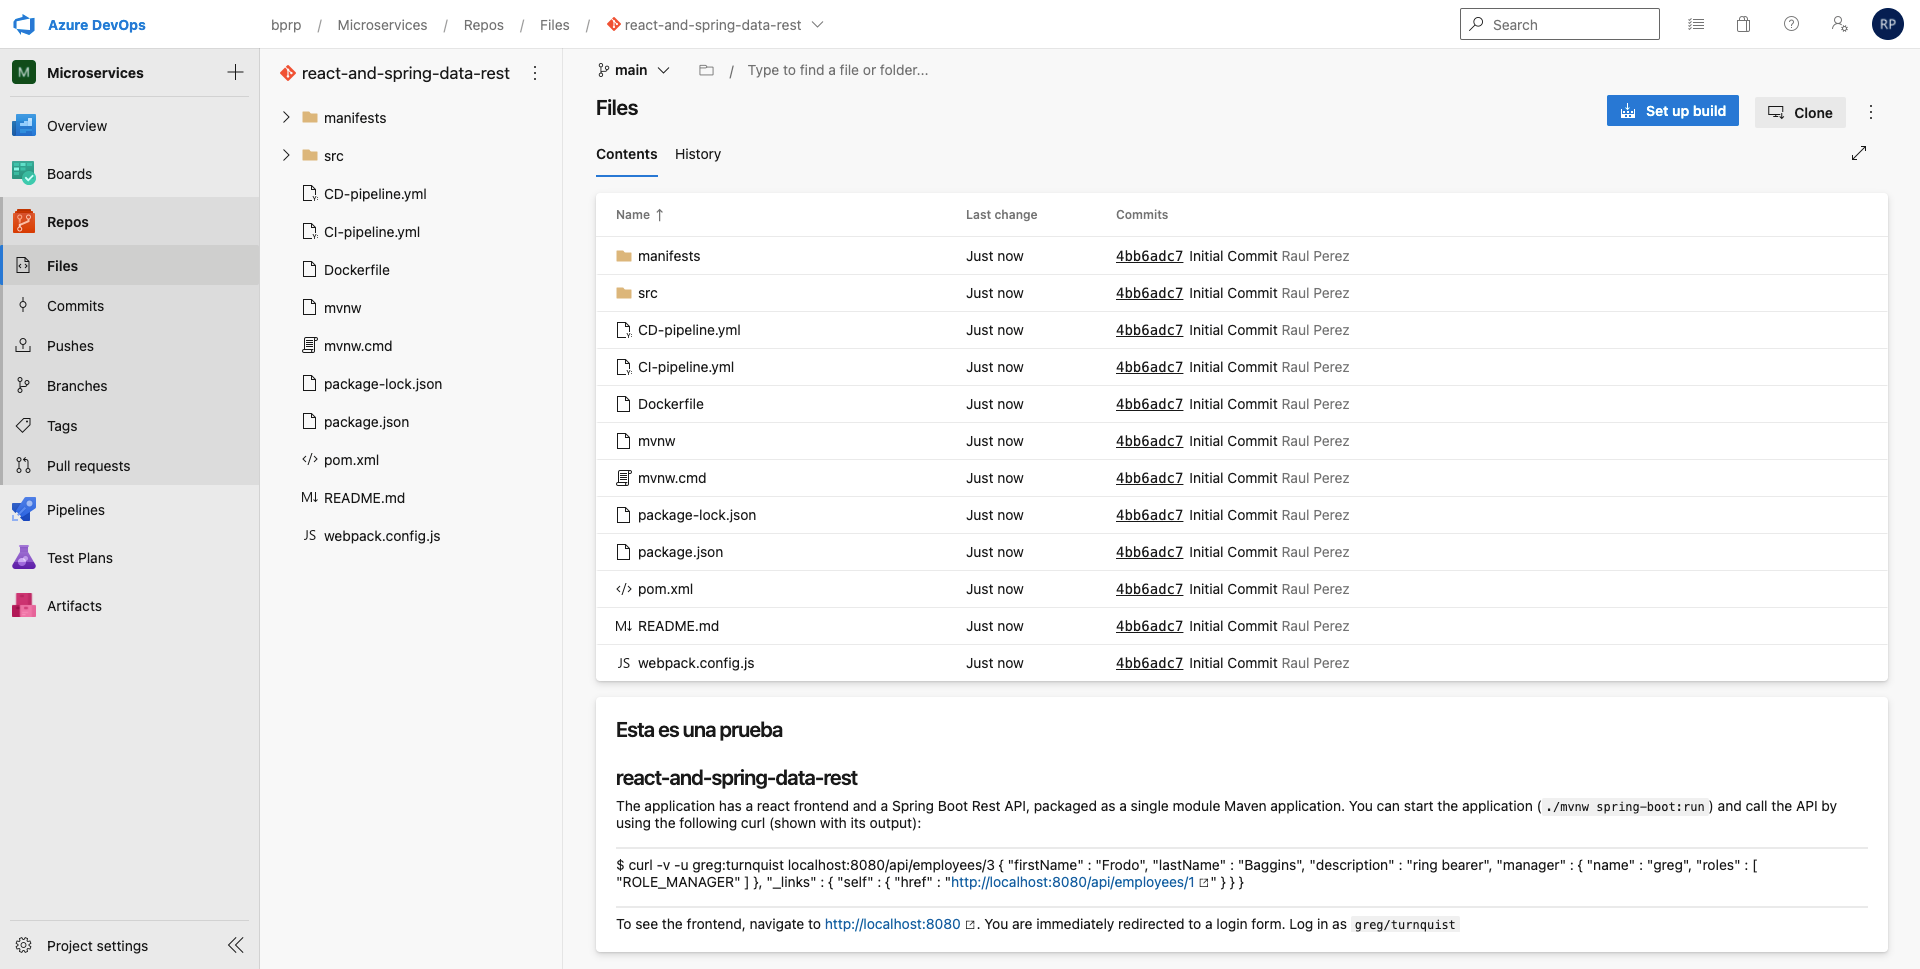 Azure DevOps
bprp / Microservices / Repos / Files / react-and-spring-data-rest
Search
RP
M Microservices
Overview
Boards
Repos
Files
Commits
Pushes
Branches
Tags
Pull requests
Pipelines
Test Plans
Artifacts
Project settings
react-and-spring-data-rest
manifests
src
CD-pipeline.yml
CI-pipeline.yml
Dockerfile
mvnw
mvnw.cmd
package-lock.json
package.json
pom.xml
M↓ README.md
JS webpack.config.js
main / Type to find a file or folder...
Files
Set up build
Clone
Contents History
Name ↑ Last change Commits
manifests Just now 4bb6adc7 Initial Commit Raul Perez
src Just now 4bb6adc7 Initial Commit Raul Perez
CD-pipeline.yml Just now 4bb6adc7 Initial Commit Raul Perez
CI-pipeline.yml Just now 4bb6adc7 Initial Commit Raul Perez
Dockerfile Just now 4bb6adc7 Initial Commit Raul Perez
mvnw Just now 4bb6adc7 Initial Commit Raul Perez
mvnw.cmd Just now 4bb6adc7 Initial Commit Raul Perez
package-lock.json Just now 4bb6adc7 Initial Commit Raul Perez
package.json Just now 4bb6adc7 Initial Commit Raul Perez
</> pom.xml Just now 4bb6adc7 Initial Commit Raul Perez
M↓ README.md Just now 4bb6adc7 Initial Commit Raul Perez
JS webpack.config.js Just now 4bb6adc7 Initial Commit Raul Perez
Esta es una prueba
react-and-spring-data-rest
The application has a react frontend and a Spring Boot Rest API, packaged as a single module Maven application. You can start the application ( ./mvnw spring-boot:run ) and call the API by
using the following curl (shown with its output):
$ curl -v -u greg:turnquist localhost:8080/api/employees/3 { "firstName" : "Frodo", "lastName" : "Baggins", "description" : "ring bearer", "manager" : { "name" : "greg", "roles" : [
"ROLE_MANAGER" ] }, "_links" : { "self" : { "href" : "http://localhost:8080/api/employees/1 " } } }
To see the frontend, navigate to http://localhost:8080 . You are immediately redirected to a login form. Log in as greg/turnquist